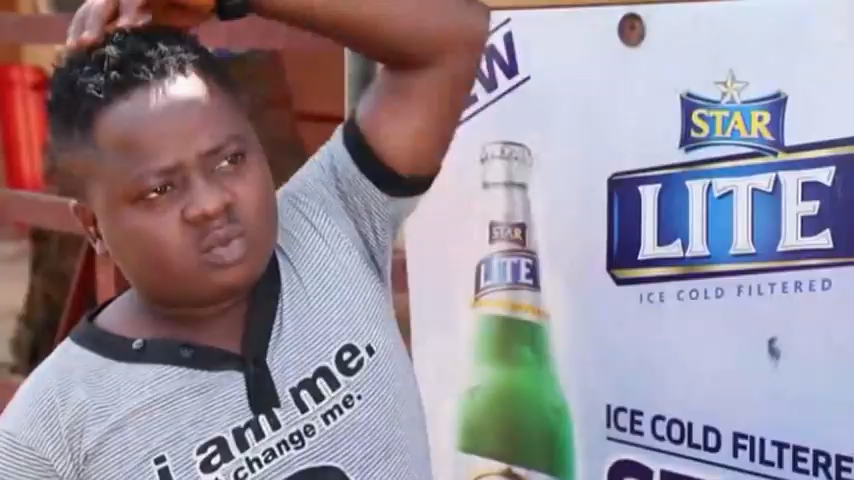 EW
STAR
LITE
ICE COLD FILTERED
STAR
LITE
i am me.
change me.
ICE COLD FILTERE